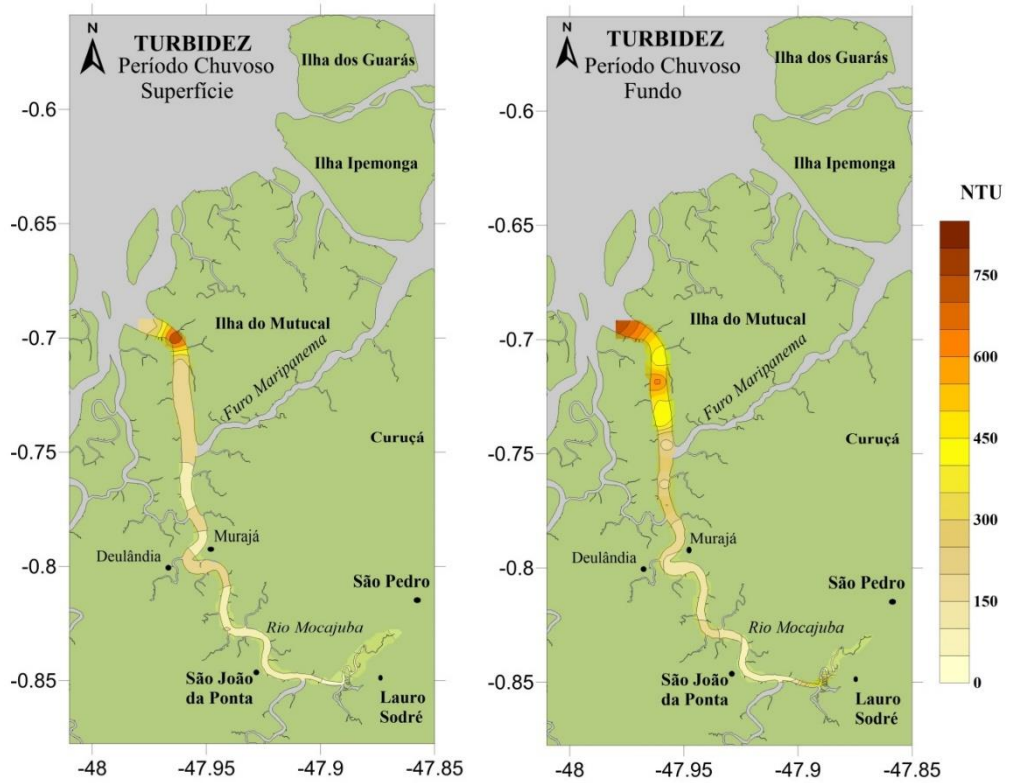 N
TURBIDEZ
Período Chuvoso
Superfície
Ilha dos Guarás
Ilha Ipemonga
Ilha do Mutucal
Furo Maripanema
Curuçá
Murajá
Deulândia
São Pedro
Rio Mocajuba
São João
da Ponta
Lauro
Sodré
-0.6
-0.65
-0.7
-0.75
-0.8
-0.85
-48
-47.95
-47.9
-47.85
N
TURBIDEZ
Período Chuvoso
Fundo
Ilha dos Guarás
Ilha Ipemonga
Ilha do Mutucal
Furo Maripanema
Curuçá
Murajá
Deulândia
São Pedro
Rio Mocajuba
São João
da Ponta
Lauro
Sodré
-0.6
-0.65
-0.7
-0.75
-0.8
-0.85
-48
-47.95
-47.9
-47.85
NTU
750
600
450
300
150
0